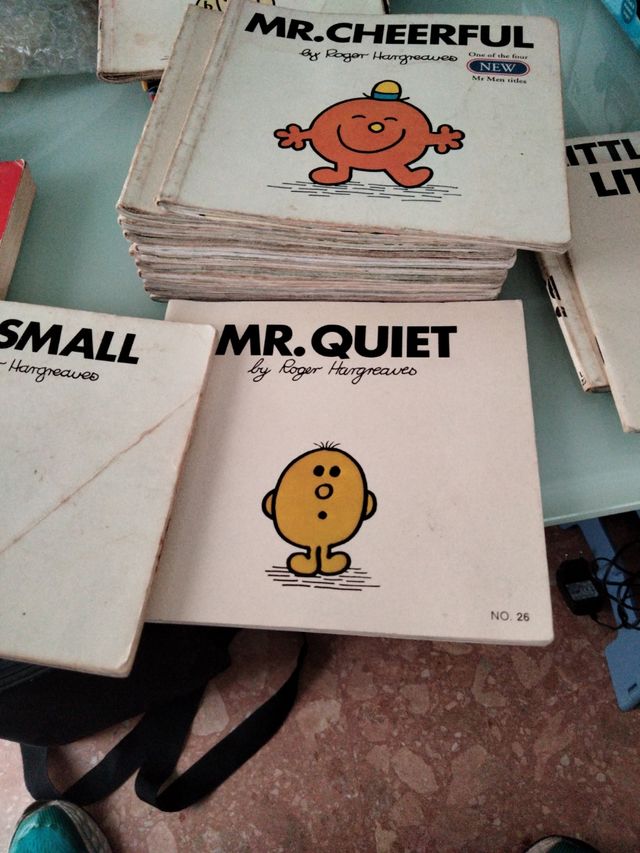 MR. CHEERFUL
by Roger Hargreaves
One of the four
NEW
Mr Men titles
SMALL
Hargreaves
MR. QUIET
by Roger Hargreaves
NO. 26
LIT